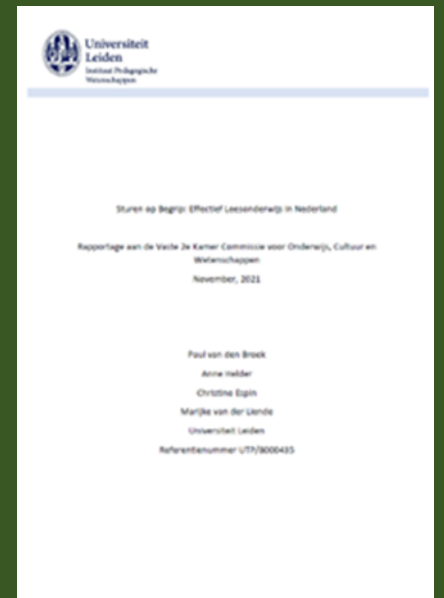 Universiteit
Leiden
Instituut Pedagogische
Wetenschappen
Sturen op Begrip: Effectief Leesonderwijs in Nederland
Rapportage aan de Vaste 2e Kamer Commissie voor Onderwijs, Cultuur en
Wetenschappen
November, 2021
Paul van den Broek
Anne Helder
Christine Espin
Marijke van der Liende
Universiteit Leiden
Referentienummer UTP/8000435